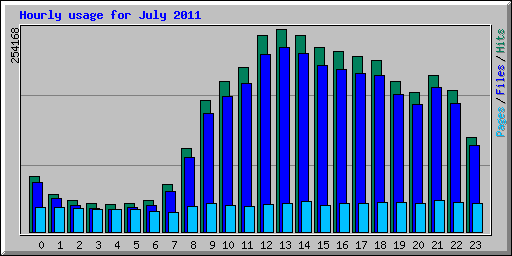 Hourly usage for July 2011
254168
Pages/Files/Hits
0 1 2 3 4 5 6 7 8 9 10 11 12 13 14 15 16 17 18 19 20 21 22 23